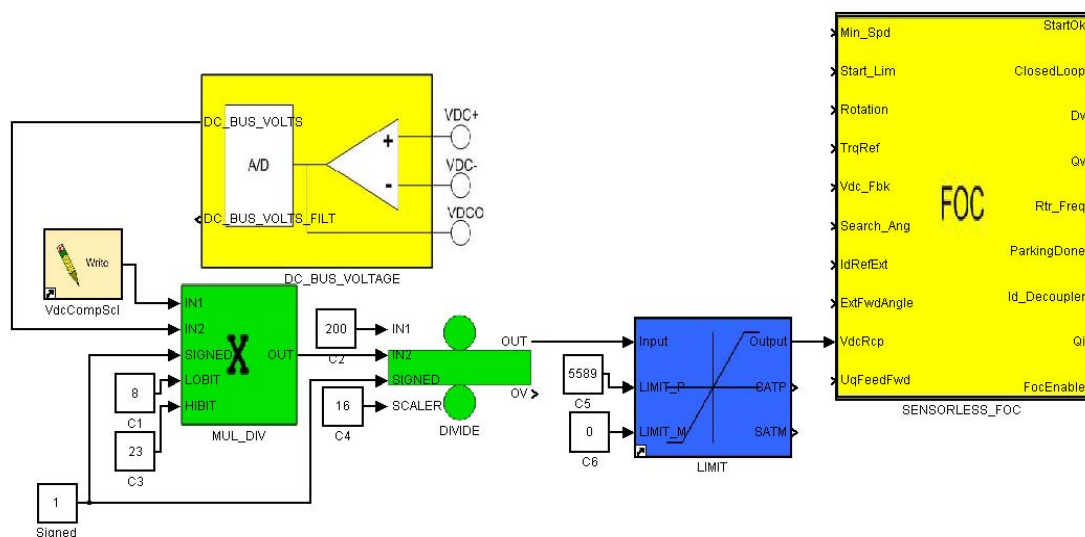 DC_BUS_VOLTS
A/D
DC_BUS_VOLTS_FILT
+
-
VDC+
VDC-
VDCO
DC_BUS_VOLTAGE
Write
VdcCompScl
IN1
IN2
SIGNED
LOBIT
HIBIT
X
OUT
MUL_DIV
8
C1
23
C3
1
Signed
200
C2
16
C4
IN1
IN2
SIGNED
SCALER
OUT
OV
DIVIDE
5589
C5
0
C6
Input
LIMIT_P
LIMIT_M
Output
SATP
SATM
LIMIT
Min_Spd
Start_Lim
Rotation
TrqRef
Vdc_Fbk
Search_Ang
IdRefExt
ExtFwdAngle
VdcRcp
UqFeedFwd
FOC
StartOk
ClosedLoop
Dv
Qv
Rtr_Freq
ParkingDone
Id_Decoupler
Qi
FocEnable
SENSORLESS_FOC